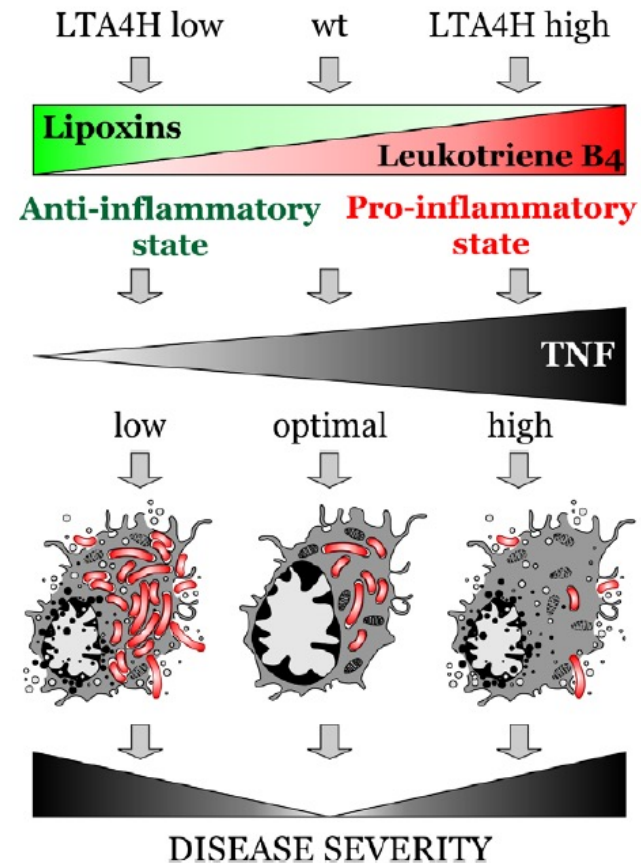 LTA4H low wt LTA4H high
Lipoxins
Leukotriene B4
Anti-inflammatory Pro-inflammatory
state state
TNF
low optimal high
DISEASE SEVERITY